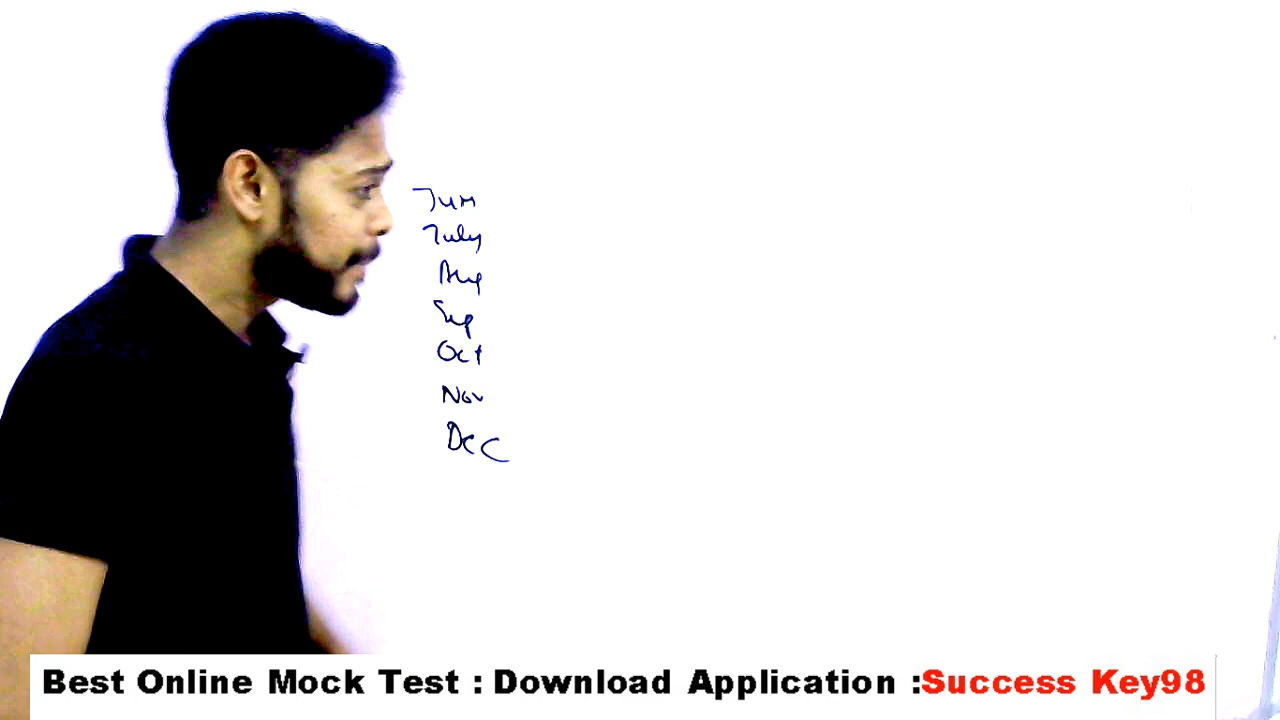 Jun
July
Aug
Sep
Oct
Nov
Dec
Best Online Mock Test : Download Application :Success Key98